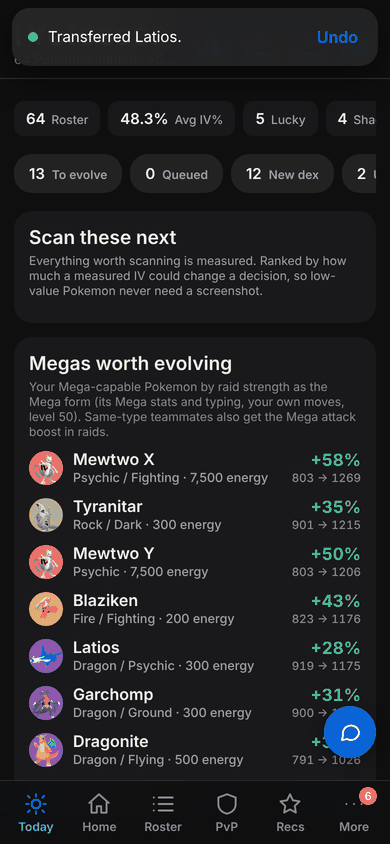 Transferred Latios.
Undo
64 Roster
48.3% Avg IV%
5 Lucky
4 Sha
13 To evolve
0 Queued
12 New dex
2
Scan these next
Everything worth scanning is measured. Ranked by how
much a measured IV could change a decision, so low-
value Pokemon never need a screenshot.
Megas worth evolving
Your Mega-capable Pokemon by raid strength as the
Mega form (its Mega stats and typing, your own moves,
level 50). Same-type teammates also get the Mega attack
boost in raids.
Mewtwo X
+58%
Psychic / Fighting · 7,500 energy
803 → 1269
Tyranitar
+35%
Rock / Dark · 300 energy
901 → 1215
Mewtwo Y
+50%
Psychic · 7,500 energy
803 → 1206
Blaziken
+43%
Fire / Fighting · 200 energy
823 → 1176
Latios
+28%
Dragon / Psychic · 300 energy
919 → 1175
Garchomp
+31%
Dragon / Ground · 300 energy
900 →
Dragonite
Dragon / Flying · 500 energy
791 → 1026
6
Today
Home
Roster
PvP
Recs
More